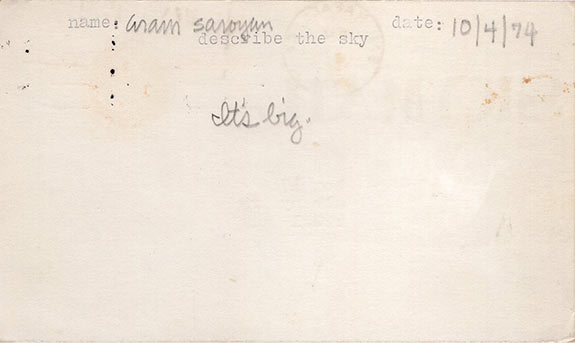 name: Aram Saroyan date: 10/4/74
describe the sky
It's big.